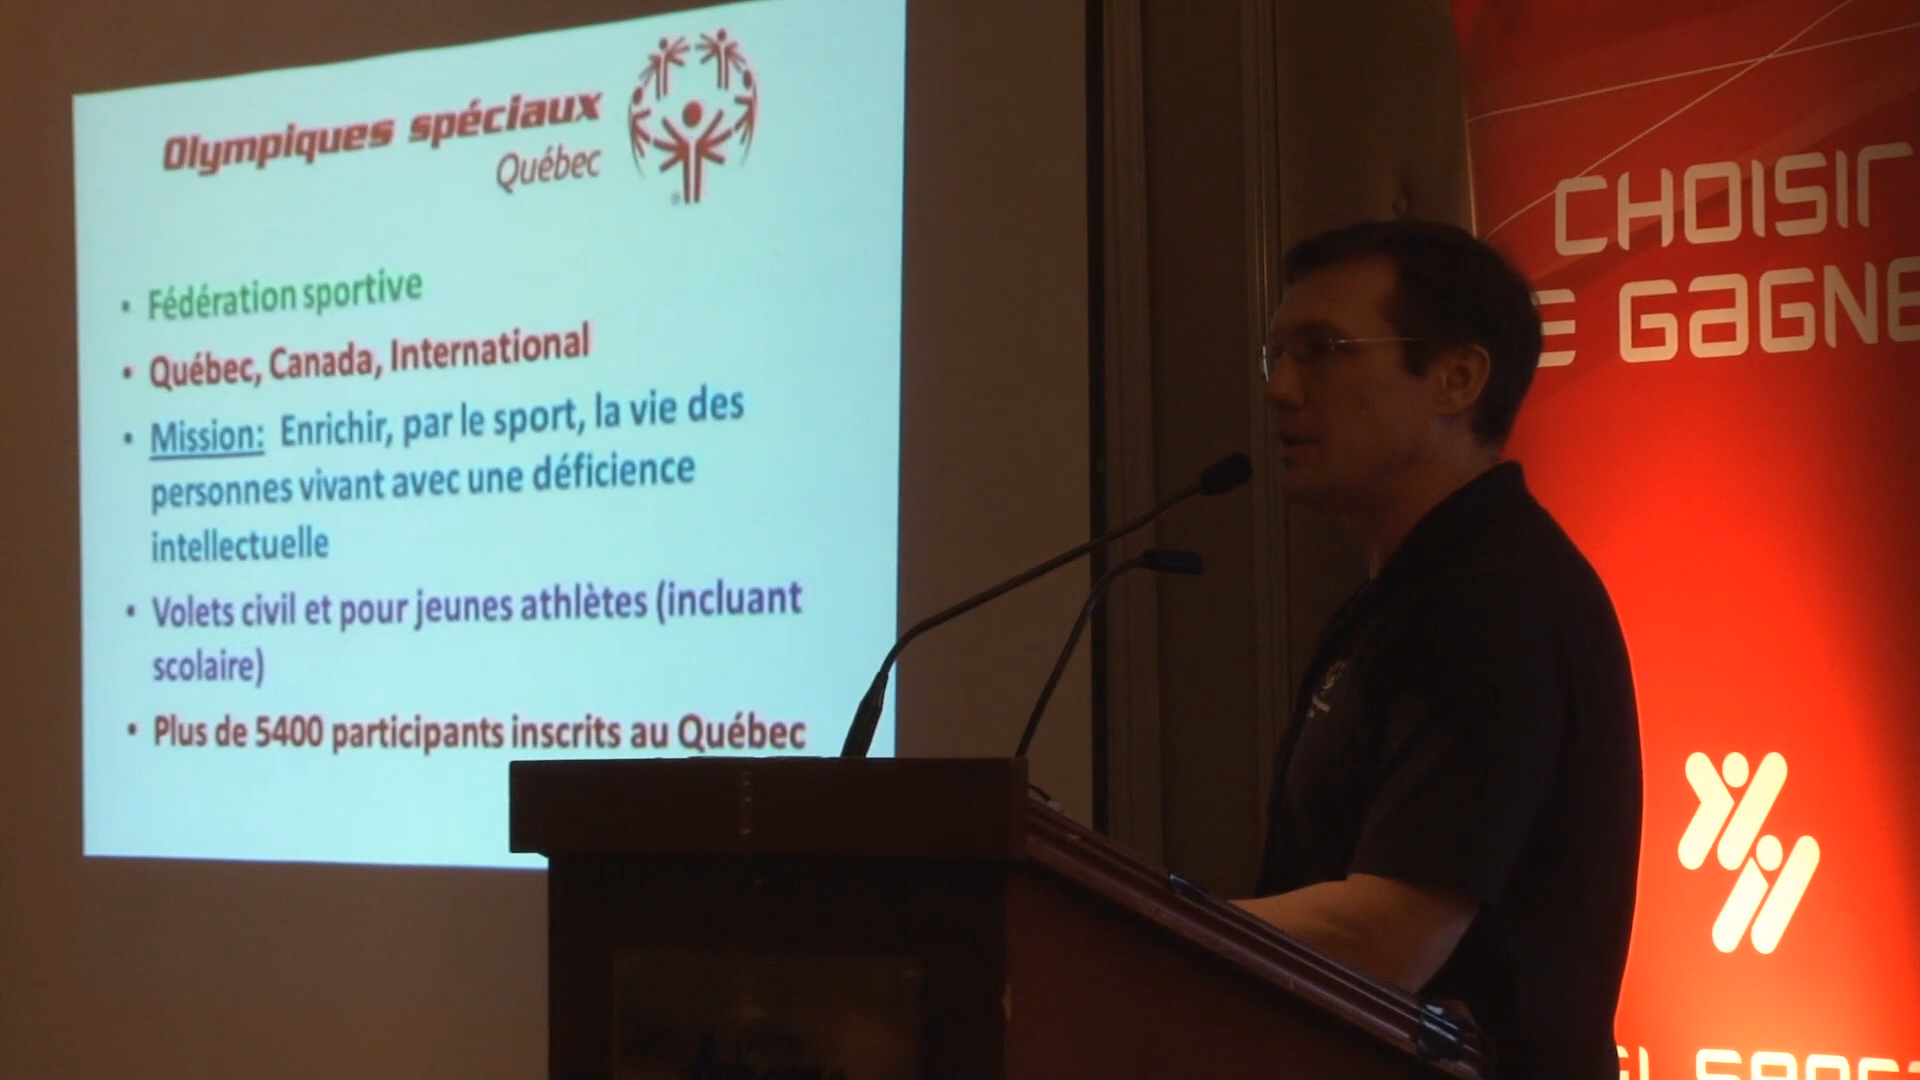 Olympiques spéciaux
Québec
• Fédération sportive
• Québec, Canada, International
• Mission: Enrichir, par le sport, la vie des
personnes vivant avec une déficience
intellectuelle
• Volets civil et pour jeunes athlètes (incluant
scolaire)
• Plus de 5400 participants inscrits au Québec
CHOISIR
GaGNE